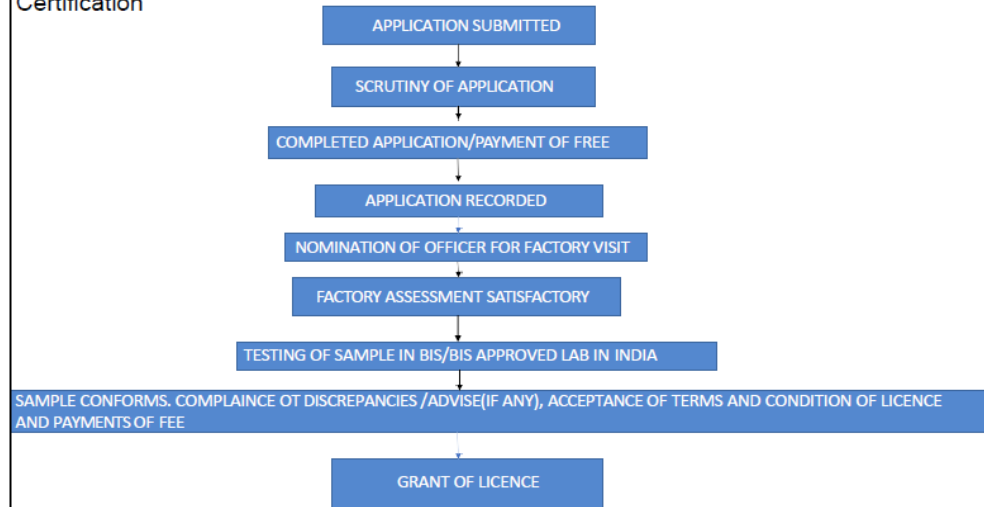 Certification
APPLICATION SUBMITTED
SCRUTINY OF APPLICATION
COMPLETED APPLICATION/PAYMENT OF FREE
APPLICATION RECORDED
NOMINATION OF OFFICER FOR FACTORY VISIT
FACTORY ASSESSMENT SATISFACTORY
TESTING OF SAMPLE IN BIS/BIS APPROVED LAB IN INDIA
SAMPLE CONFORMS. COMPLAINCE OT DISCREPANCIES /ADVISE(IF ANY), ACCEPTANCE OF TERMS AND CONDITION OF LICENCE
AND PAYMENTS OF FEE
GRANT OF LICENCE